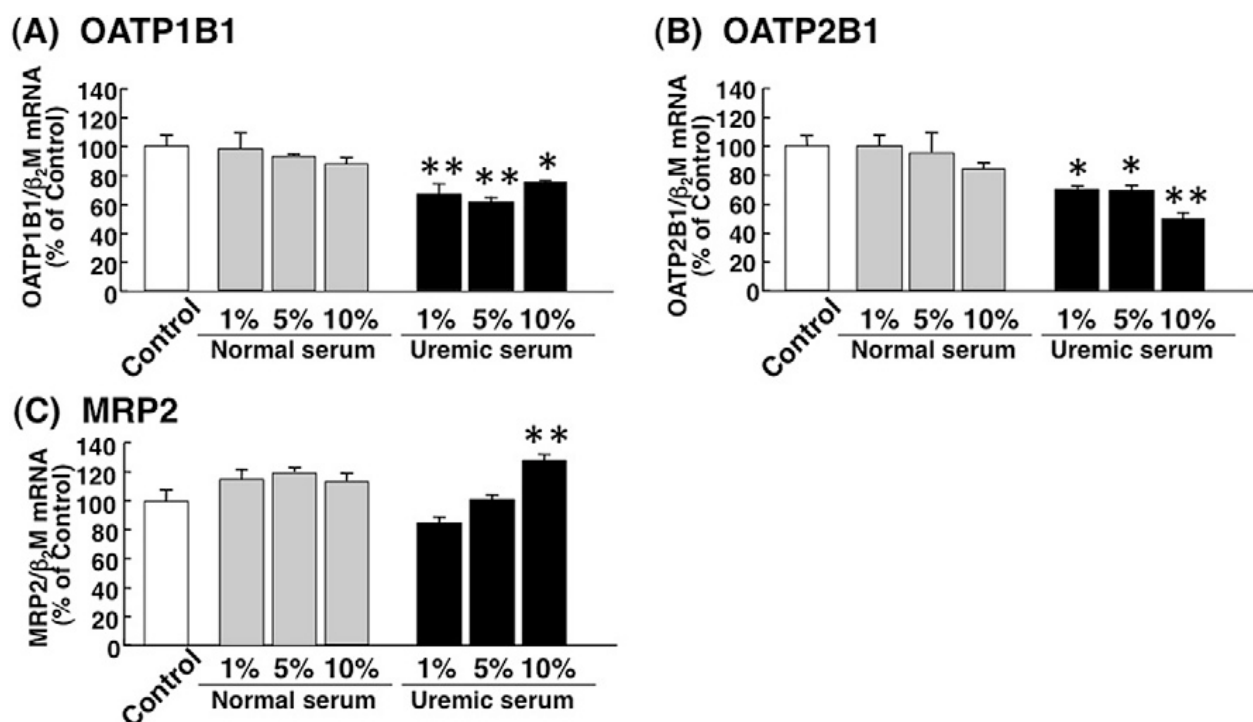 (A) OATP1B1
OATP1B1/β₂M mRNA
(% of Control)
140
120
100
80
60
40
20
0
** ** *
Control
1% 5% 10% 1% 5% 10%
Normal serum Uremic serum
(B) OATP2B1
OATP2B1/β₂M mRNA
(% of Control)
140
120
100
80
60
40
20
0
* * **
Control
1% 5% 10% 1% 5% 10%
Normal serum Uremic serum
(C) MRP2
MRP2/β₂M mRNA
(% of Control)
140
120
100
80
60
40
20
0
**
Control
1% 5% 10% 1% 5% 10%
Normal serum Uremic serum